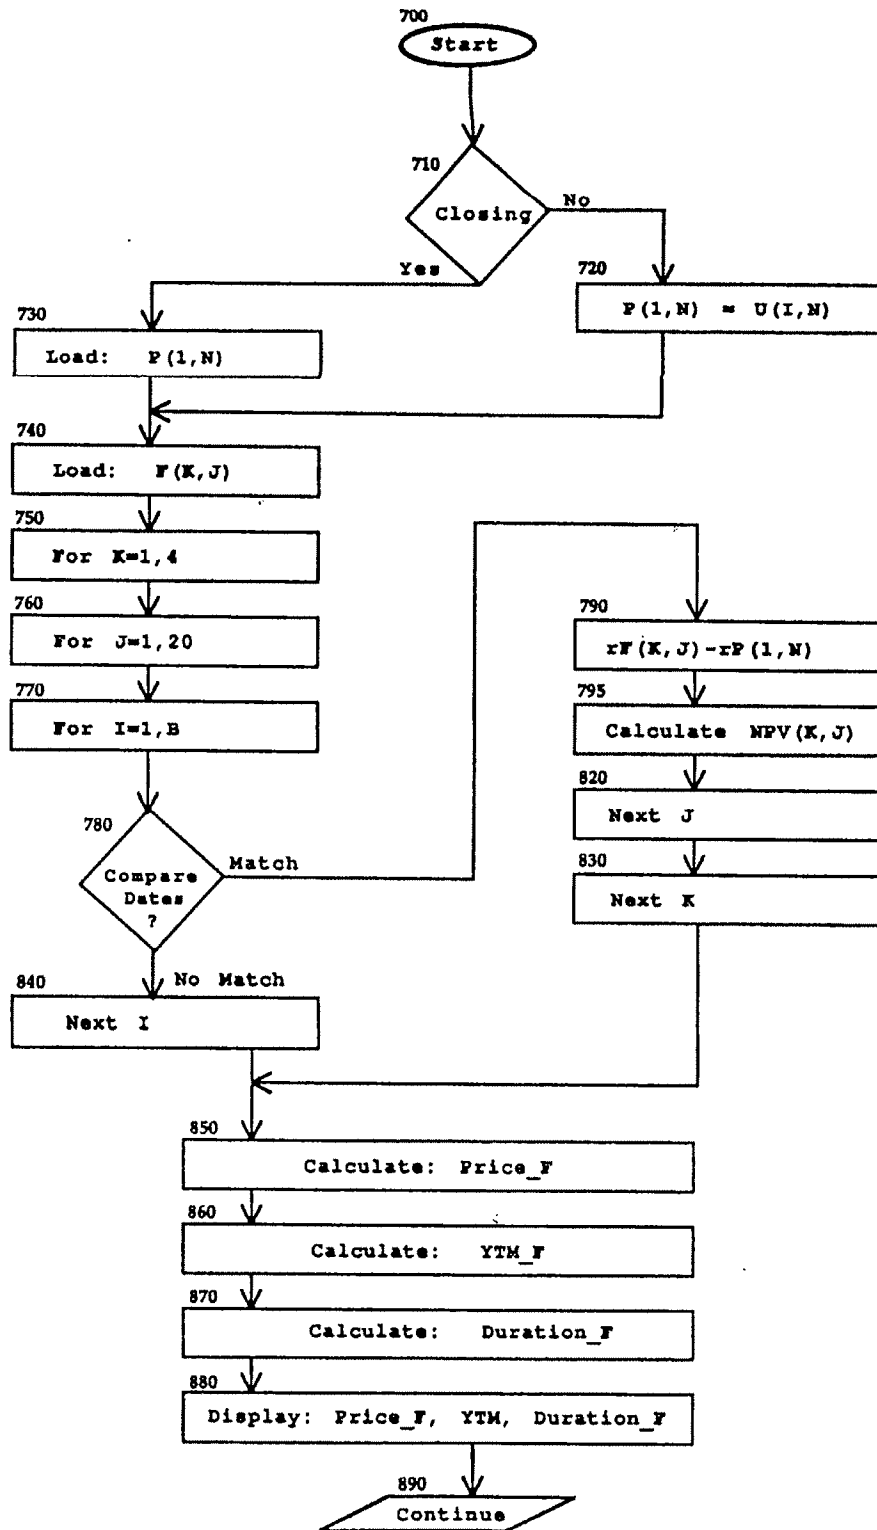 700
Start
710
Closing
No
Yes
720
P(1,N) = U(I,N)
730
Load: P(1,N)
740
Load: F(K,J)
750
For K=1,4
760
For J=1,20
770
For I=1,B
780
Compare
Dates
?
Match
No Match
790
rF(K,J)-rP(1,N)
795
Calculate NPV(K,J)
820
Next J
830
Next K
840
Next I
850
Calculate: Price_F
860
Calculate: YTM_F
870
Calculate: Duration_F
880
Display: Price_F, YTM, Duration_F
890
Continue